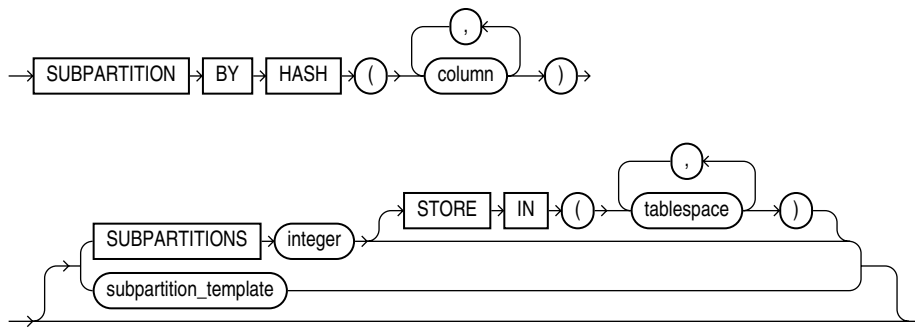 ,
SUBPARTITION BY HASH ( column )
,
STORE IN ( tablespace )
SUBPARTITIONS integer
subpartition_template